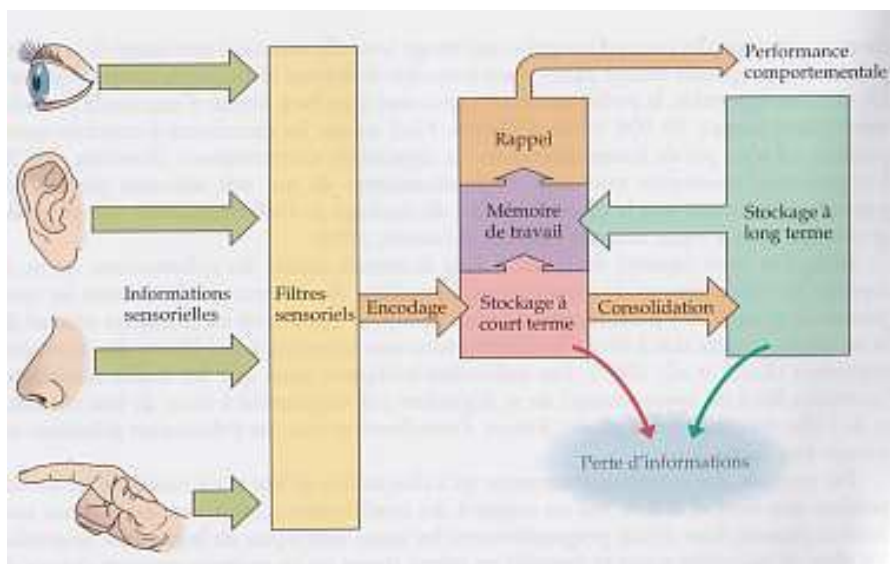 Performance
comportementale
Rappel
Mémoire
de travail
Stockage à
long terme
Informations
sensorielles
Filtres
sensoriels
Encodage
Stockage à
court terme
Consolidation
Perte d'informations